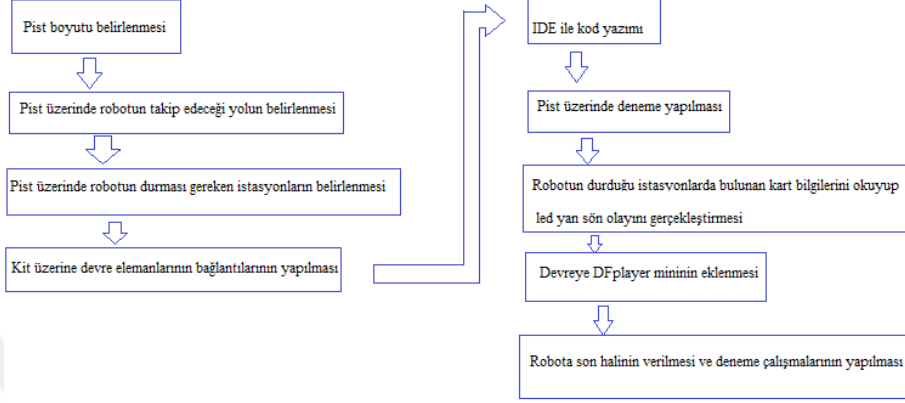 Pist boyutu belirlenmesi
Pist üzerinde robotun takip edeceği yolun belirlenmesi
Pist üzerinde robotun durması gereken istasyonların belirlenmesi
Kit üzerine devre elemanlarının bağlantılarının yapılması
IDE ile kod yazımı
Pist üzerinde deneme yapılması
Robotun durduğu istasyonlarda bulunan kart bilgilerini okuyup
led yan sön olayını gerçekleştirmesi
Devreye DFplayer mininin eklenmesi
Robota son halinin verilmesi ve deneme çalışmalarının yapılması